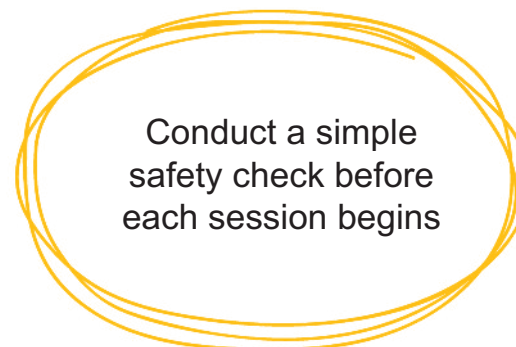 Conduct a simple
safety check before
each session begins